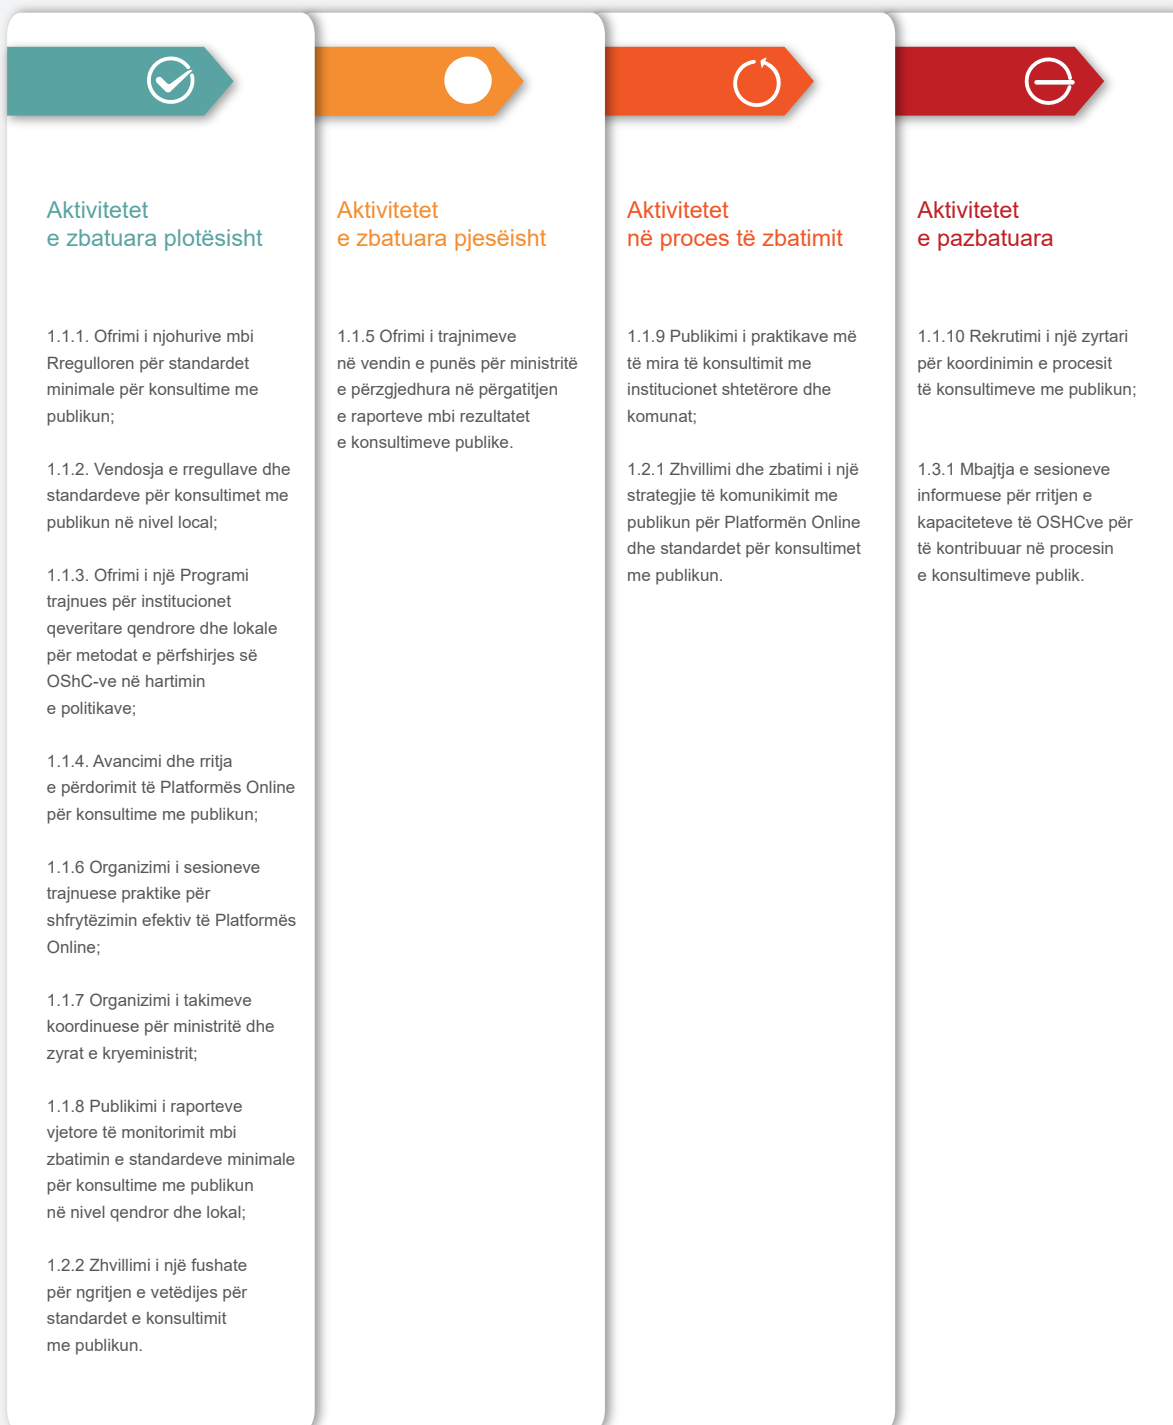 Aktivitetet
e zbatuara plotësisht
1.1.1. Ofrimi i njohurive mbi
Rregulloren për standardet
minimale për konsultime me
publikun;
1.1.2. Vendosja e rregullave dhe
standardeve për konsultimet me
publikun në nivel local;
1.1.3. Ofrimi i një Programi
trajnues për institucionet
qeveritare qendrore dhe lokale
për metodat e përfshirjes së
OShC-ve në hartimin
e politikave;
1.1.4. Avancimi dhe rritja
e përdorimit të Platformës Online
për konsultime me publikun;
1.1.6 Organizimi i sesioneve
trajnuese praktike për
shfrytëzimin efektiv të Platformës
Online;
1.1.7 Organizimi i takimeve
koordinuese për ministritë dhe
zyrat e kryeministrit;
1.1.8 Publikimi i raporteve
vjetore të monitorimit mbi
zbatimin e standardeve minimale
për konsultime me publikun
në nivel qendror dhe lokal;
1.2.2 Zhvillimi i një fushate
për ngritjen e vetëdijes për
standardet e konsultimit
me publikun.
Aktivitetet
e zbatuara pjesëisht
1.1.5 Ofrimi i trajnimeve
në vendin e punës për ministritë
e përzgjedhura në përgatitjen
e raporteve mbi rezultatet
e konsultimeve publike.
Aktivitetet
në proces të zbatimit
1.1.9 Publikimi i praktikave më
të mira të konsultimit me
institucionet shtetërore dhe
komunat;
1.2.1 Zhvillimi dhe zbatimi i një
strategjie të komunikimit me
publikun për Platformën Online
dhe standardet për konsultimet
me publikun.
Aktivitetet
e pazbatuara
1.1.10 Rekrutimi i një zyrtari
për koordinimin e procesit
të konsultimeve me publikun;
1.3.1 Mbajtja e sesioneve
informuese për rritjen e
kapaciteteve të OSHCve për
të kontribuuar në procesin
e konsultimeve publik.